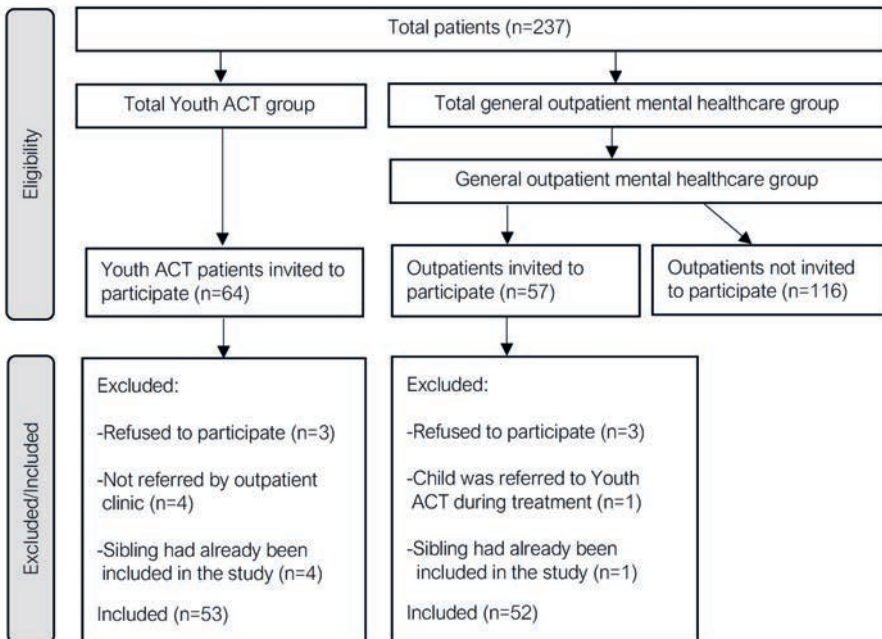 Eligibility
Total patients (n=237)
Total Youth ACT group
Total general outpatient mental healthcare group
General outpatient mental healthcare group
Youth ACT patients invited to
participate (n=64)
Outpatients invited to
participate (n=57)
Outpatients not invited
to participate (n=116)
Excluded/Included
Excluded:
-Refused to participate (n=3)
-Not referred by outpatient
clinic (n=4)
-Sibling had already been
included in the study (n=4)
Included (n=53)
Excluded:
-Refused to participate (n=3)
-Child was referred to Youth
ACT during treatment (n=1)
-Sibling had already been
included in the study (n=1)
Included (n=52)